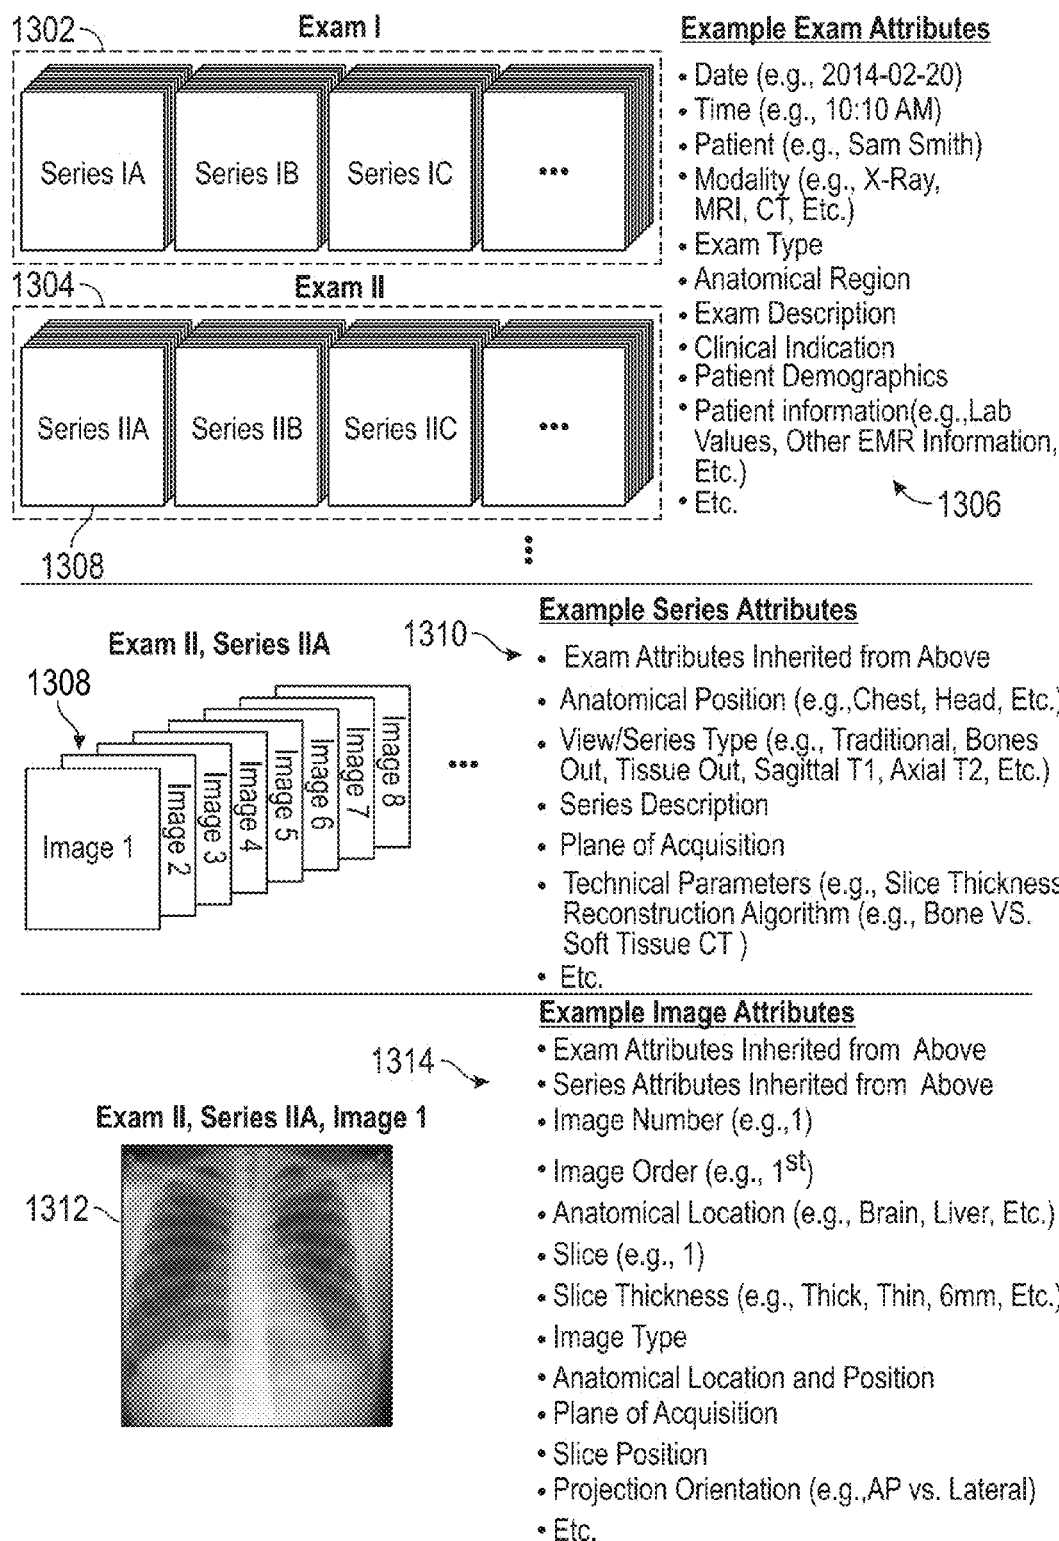 1302
Exam I
Series IA
Series IB
Series IC
...
1304
Exam II
Series IIA
Series IIB
Series IIC
...
1308
Example Exam Attributes
• Date (e.g., 2014-02-20)
• Time (e.g., 10:10 AM)
• Patient (e.g., Sam Smith)
• Modality (e.g., X-Ray,
MRI, CT, Etc.)
• Exam Type
• Anatomical Region
• Exam Description
• Clinical Indication
• Patient Demographics
• Patient information(e.g.,Lab
Values, Other EMR Information,
Etc.)
• Etc.
1306
Exam II, Series IIA
1308
Image 1
Image 2
Image 3
Image 4
Image 5
Image 6
Image 7
Image 8
...
1310
Example Series Attributes
• Exam Attributes Inherited from Above
• Anatomical Position (e.g.,Chest, Head, Etc.)
• View/Series Type (e.g., Traditional, Bones
Out, Tissue Out, Sagittal T1, Axial T2, Etc.)
• Series Description
• Plane of Acquisition
• Technical Parameters (e.g., Slice Thickness
Reconstruction Algorithm (e.g., Bone VS.
Soft Tissue CT )
• Etc.
Exam II, Series IIA, Image 1
1312
1314
Example Image Attributes
• Exam Attributes Inherited from Above
• Series Attributes Inherited from Above
• Image Number (e.g.,1)
• Image Order (e.g., 1st)
• Anatomical Location (e.g., Brain, Liver, Etc.)
• Slice (e.g., 1)
• Slice Thickness (e.g., Thick, Thin, 6mm, Etc.)
• Image Type
• Anatomical Location and Position
• Plane of Acquisition
• Slice Position
• Projection Orientation (e.g.,AP vs. Lateral)
• Etc.